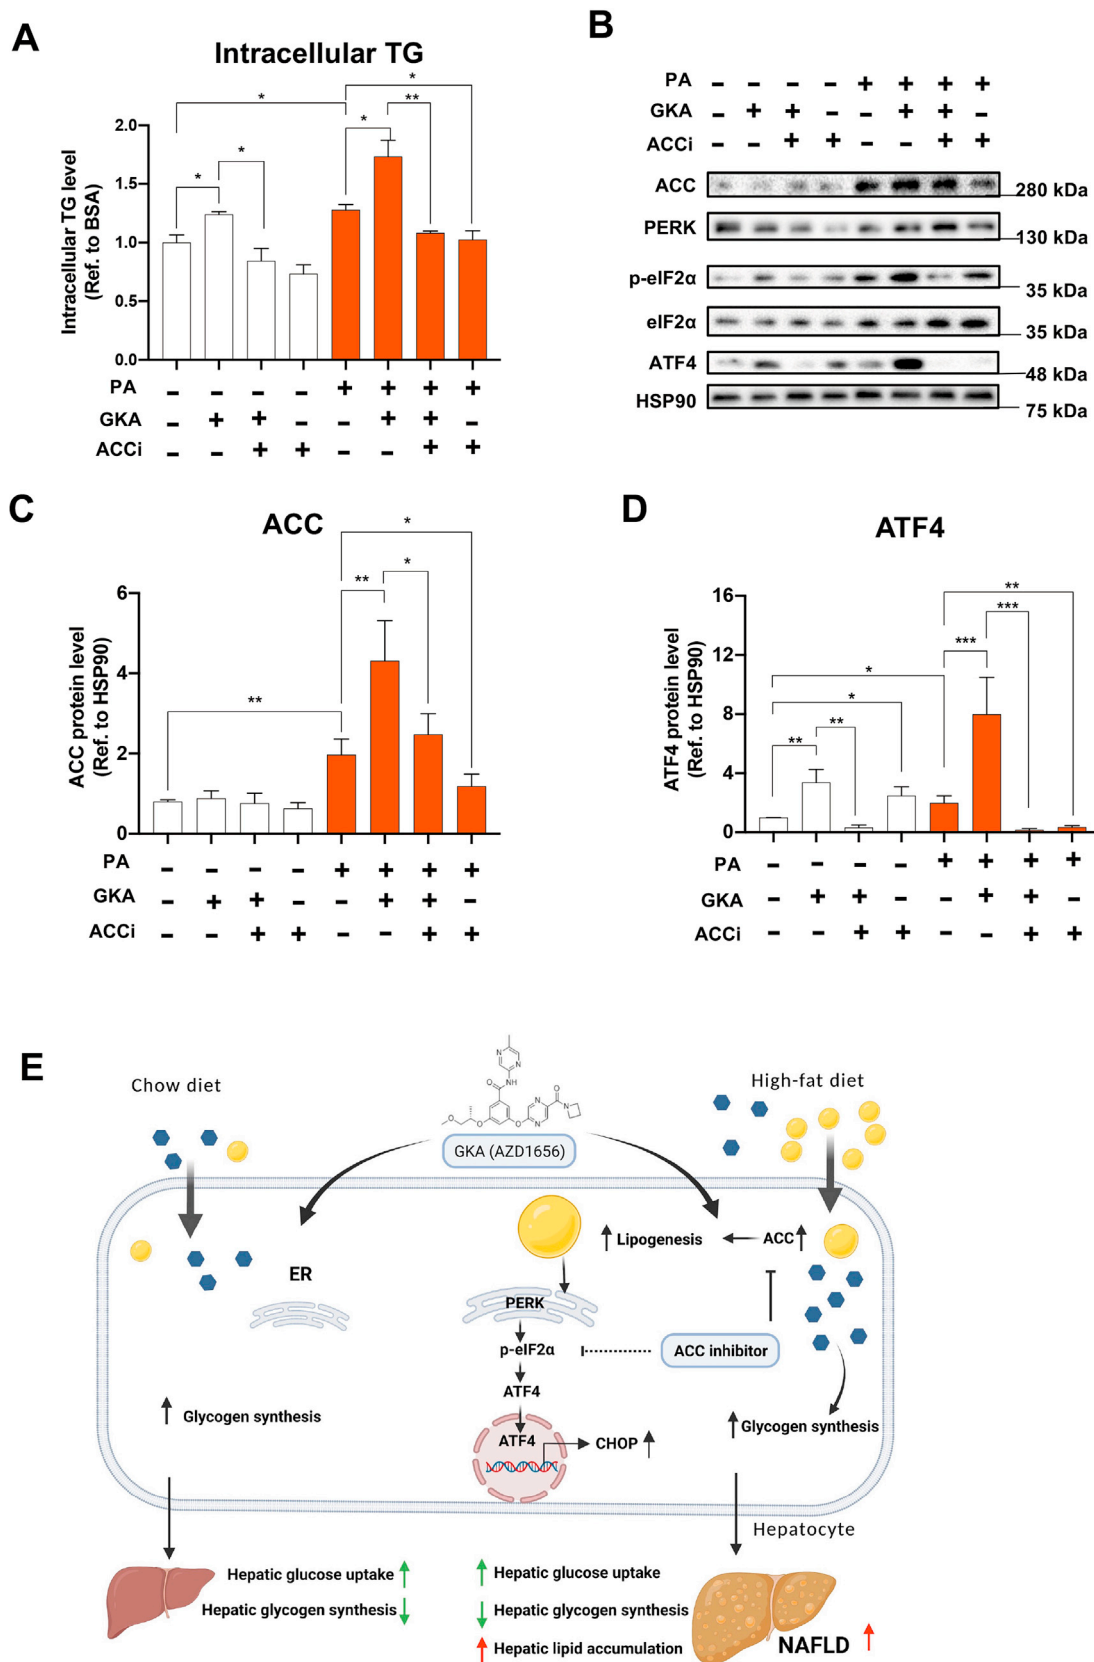 A
Intracellular TG
Intracellular TG level
(Ref. to BSA)
2.0
1.5
1.0
0.5
0.0
* * * * ** *
PA - - - - + + + +
GKA - + + - - + + -
ACCi - - + + - - + +
B
PA - - - - + + + +
GKA - + + - - + + -
ACCi - - + + - - + +
ACC 280 kDa
PERK 130 kDa
p-eIF2α 35 kDa
eIF2α 35 kDa
ATF4 48 kDa
HSP90 75 kDa
C
ACC
ACC protein level
(Ref. to HSP90)
6
4
2
0
** ** * *
PA - - - - + + + +
GKA - + + - - + + -
ACCi - - + + - - + +
D
ATF4
ATF4 protein level
(Ref. to HSP90)
16
12
8
4
0
** ** * * *** *** **
PA - - - - + + + +
GKA - + + - - + + -
ACCi - - + + - - + +
E
Chow diet
High-fat diet
N
N
O
NH
O
O
O
N
N
O
N
GKA (AZD1656)
Lipogenesis
ACC
ER
PERK
p-eIF2α
ACC inhibitor
ATF4
Glycogen synthesis
Glycogen synthesis
ATF4
CHOP
Hepatocyte
Hepatic glucose uptake
Hepatic glycogen synthesis
Hepatic glucose uptake
Hepatic glycogen synthesis
Hepatic lipid accumulation
NAFLD